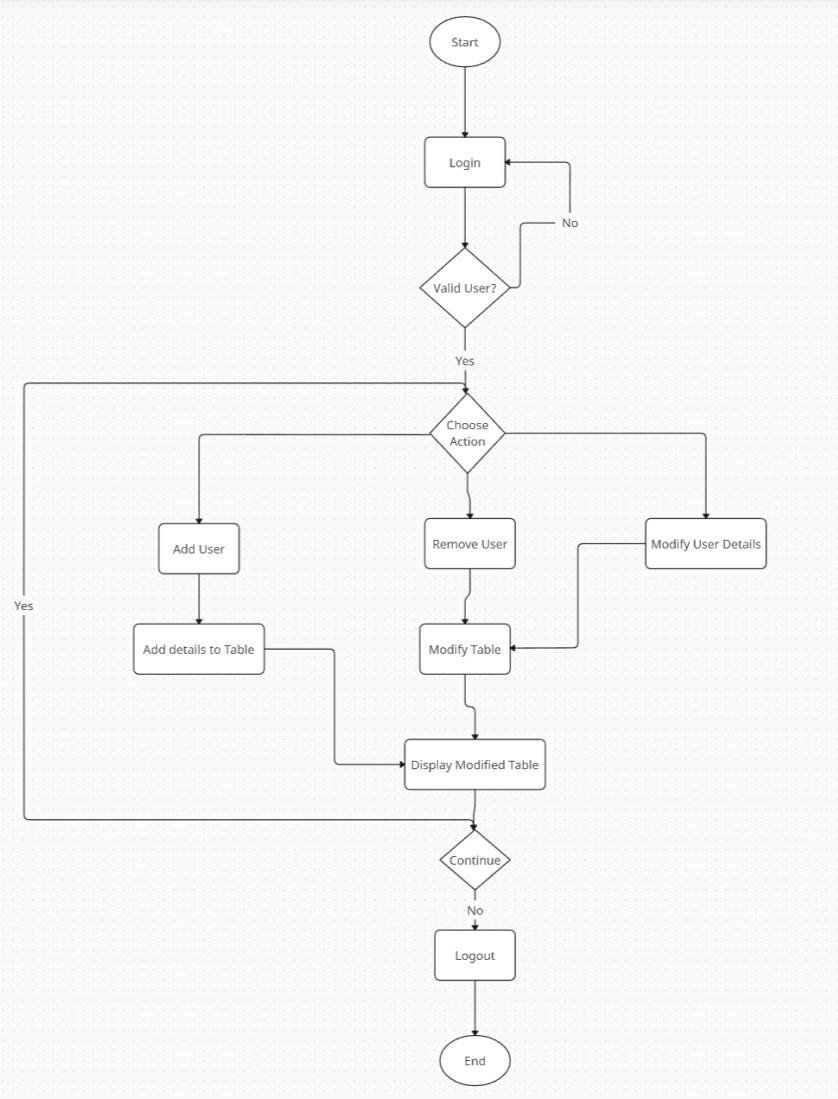 Start
Login
No
Valid User?
Yes
Choose
Action
Add User
Remove User
Modify User Details
Yes
Add details to Table
Modify Table
Display Modified Table
Continue
No
Logout
End